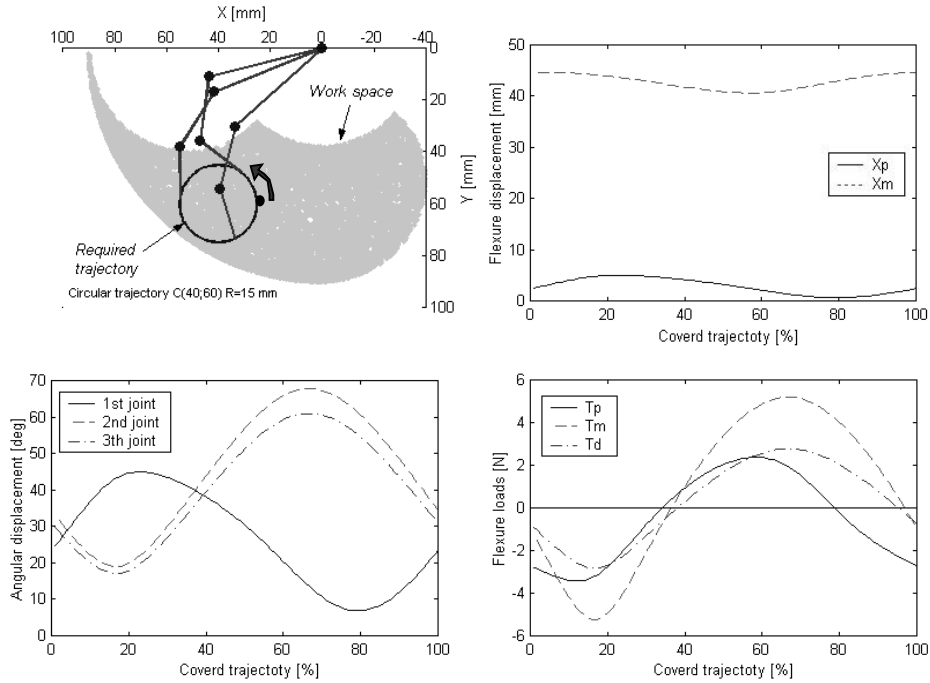 X [mm]
100 80 60 40 20 0 -20 -40
0
20
40
60
80
100
Y [mm]
Work space
Required
trajectory
Circular trajectory C(40;60) R=15 mm
50
40
30
20
10
0
Flexure displacement [mm]
Xp
Xm
0 20 40 60 80 100
Coverd trajectoty [%]
70
60
50
40
30
20
10
0
Angular displacement [deg]
1st joint
2nd joint
3th joint
0 20 40 60 80 100
Coverd trajectoty [%]
6
4
2
0
-2
-4
-6
Flexure loads [N]
Tp
Tm
Td
0 20 40 60 80 100
Coverd trajectoty [%]